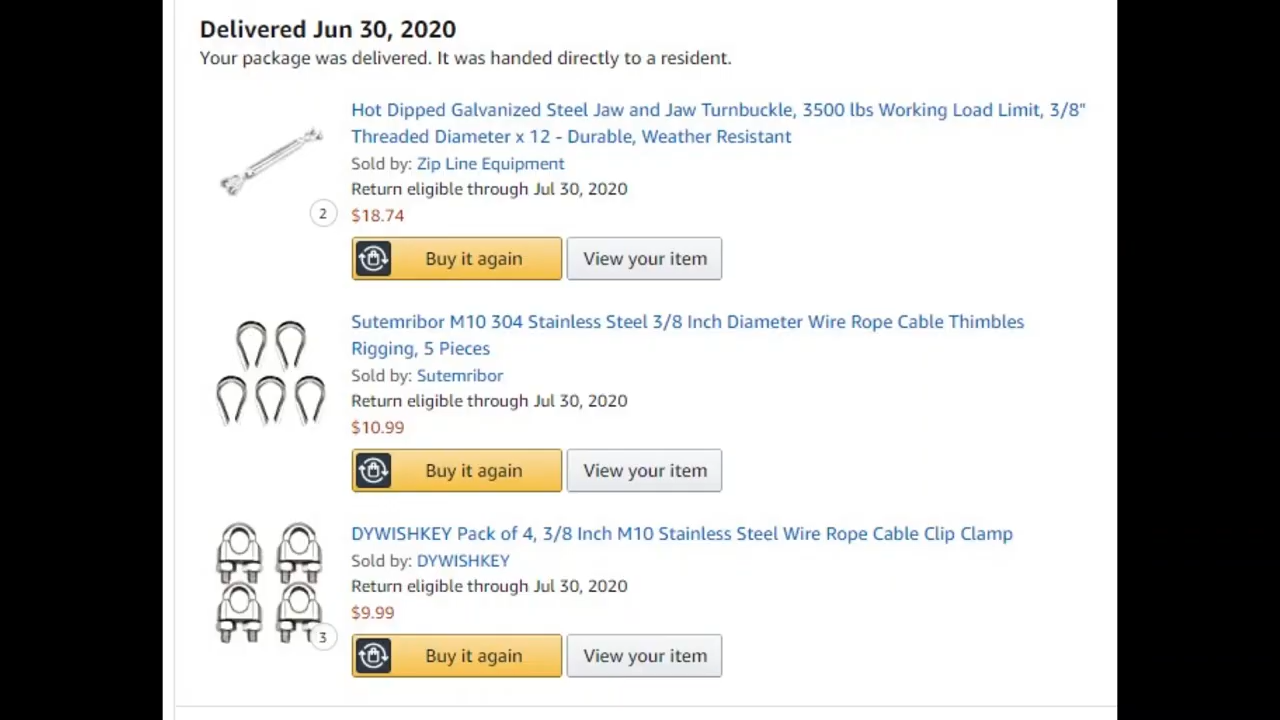 Delivered Jun 30, 2020
Your package was delivered. It was handed directly to a resident.
Hot Dipped Galvanized Steel Jaw and Jaw Turnbuckle, 3500 lbs Working Load Limit, 3/8"
Threaded Diameter x 12 - Durable, Weather Resistant
Sold by: Zip Line Equipment
Return eligible through Jul 30, 2020
2
$18.74
Buy it again
View your item
Sutemribor M10 304 Stainless Steel 3/8 Inch Diameter Wire Rope Cable Thimbles
Rigging, 5 Pieces
Sold by: Sutemribor
Return eligible through Jul 30, 2020
$10.99
Buy it again
View your item
DYWISHKEY Pack of 4, 3/8 Inch M10 Stainless Steel Wire Rope Cable Clip Clamp
Sold by: DYWISHKEY
Return eligible through Jul 30, 2020
$9.99
3
Buy it again
View your item